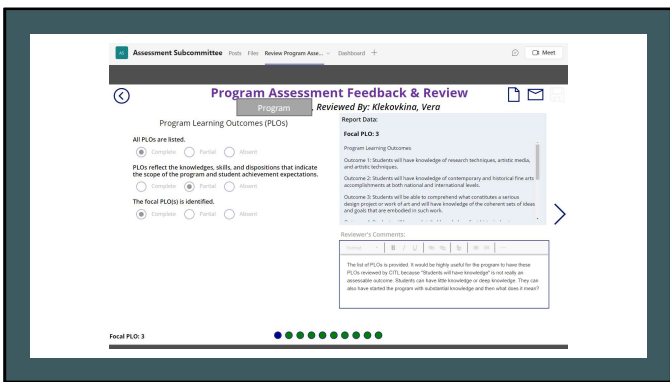 AS Assessment Subcommittee Posts Files Review Program Asse... Dashboard + Meet
Program Assessment Feedback & Review
Program . Reviewed By: Klekovkina, Vera
Program Learning Outcomes (PLOs)
All PLOs are listed.
Complete Partial Absent
PLOs reflect the knowledges, skills, and dispositions that indicate
the scope of the program and student achievement expectations.
Complete Partial Absent
The focal PLO(s) is identified.
Complete Partial Absent
Report Data:
Focal PLO: 3
Program Learning Outcomes
Outcome 1: Students will have knowledge of research techniques, artistic media,
and artistic techniques.
Outcome 2: Students will have knowledge of contemporary and historical fine arts
accomplishments at both national and international levels.
Outcome 3: Students will be able to comprehend what constitutes a serious
design project or work of art and will have knowledge of the coherent sets of ideas
and goals that are embodied in such work.
Reviewer's Comments:
Format B I U
The list of PLOs is provided. It would be highly useful for the program to have these
PLOs reviewed by CITL because "Students will have knowledge" is not really an
assessable outcome. Students can have little knowledge or deep knowledge. They can
also have started the program with substantial knowledge and then what does it mean?
Focal PLO: 3